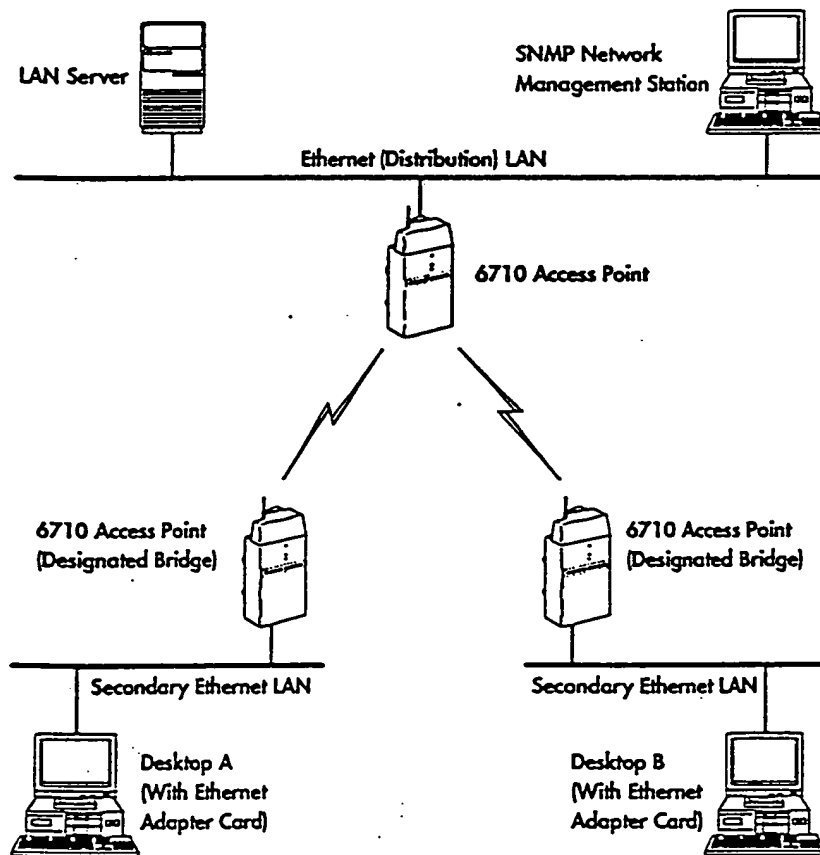 LAN Server
SNMP Network
Management Station
Ethernet (Distribution) LAN
6710 Access Point
6710 Access Point
(Designated Bridge)
6710 Access Point
(Designated Bridge)
Secondary Ethernet LAN
Secondary Ethernet LAN
Desktop A
(With Ethernet
Adapter Card)
Desktop B
(With Ethernet
Adapter Card)